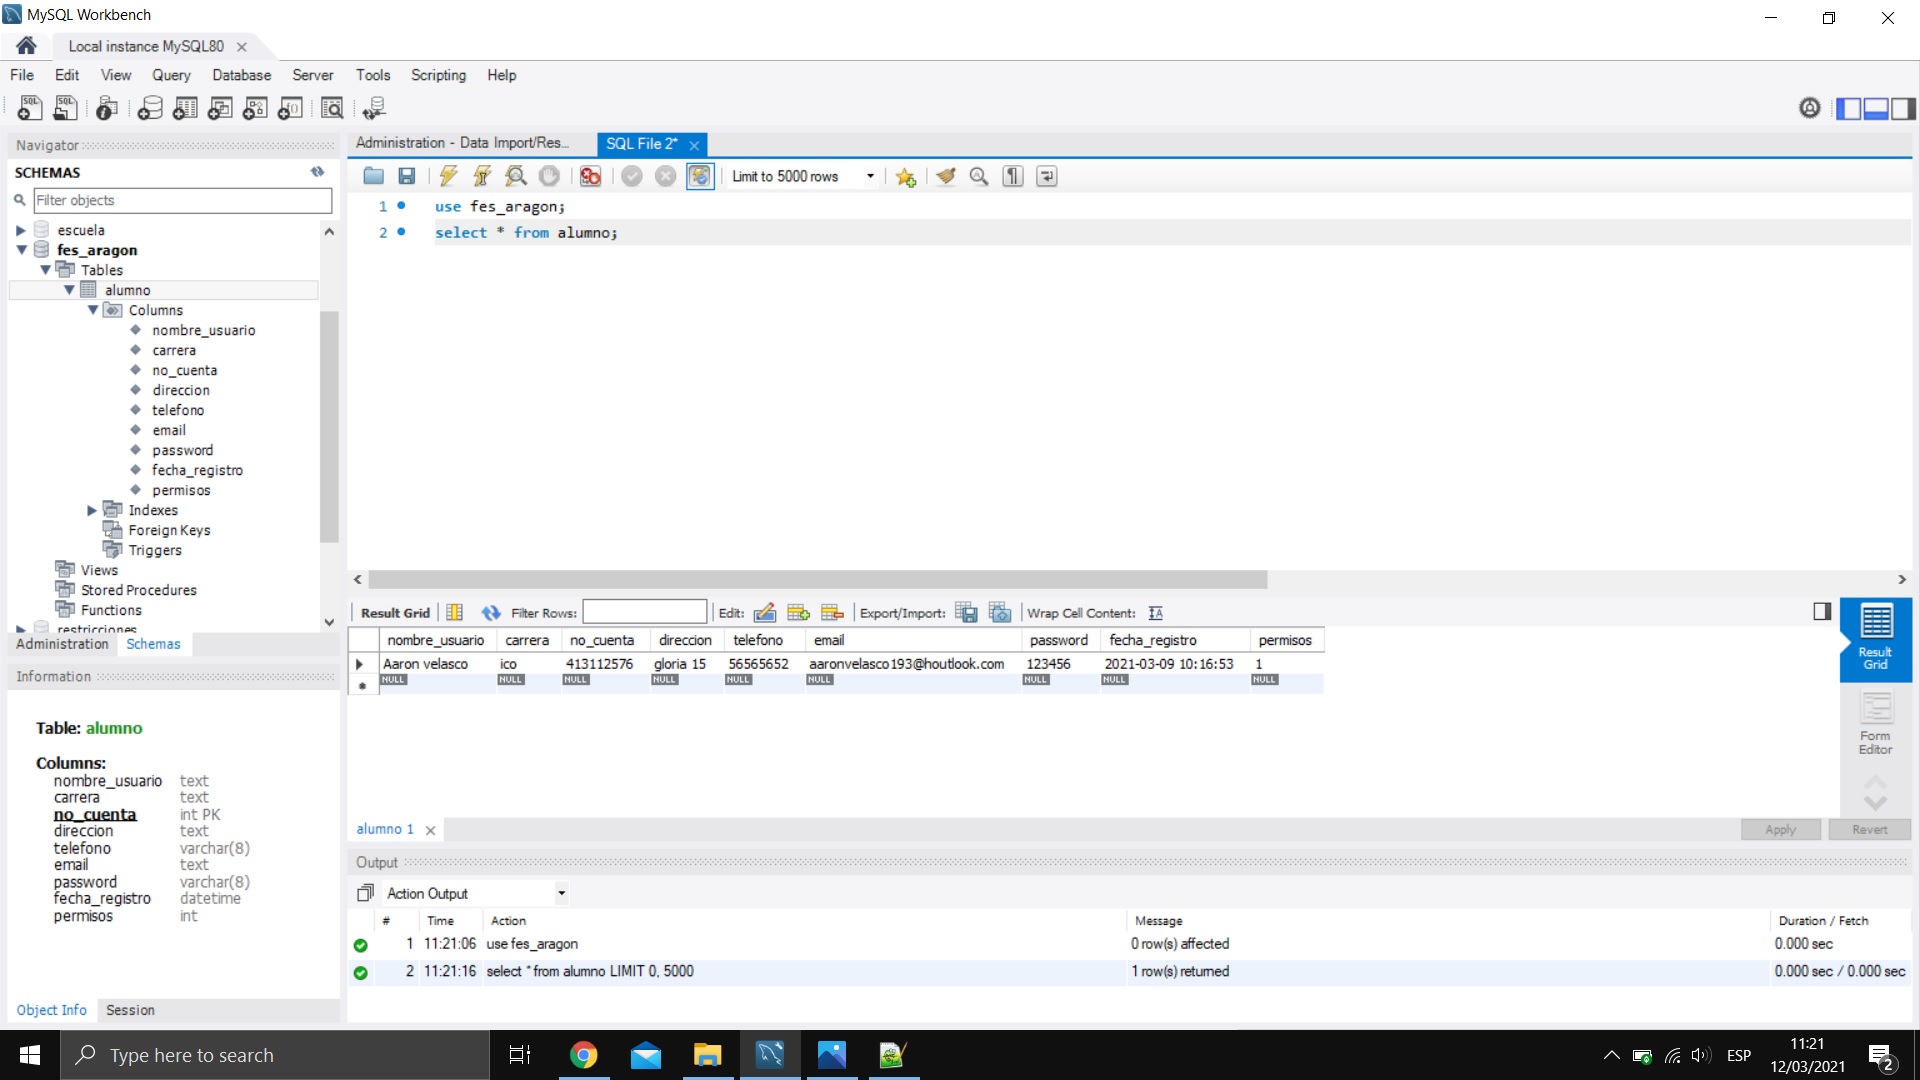 MySQL Workbench
Local instance MySQL80
File Edit View Query Database Server Tools Scripting Help
Navigator
SCHEMAS
Filter objects
escuela
fes_aragon
Tables
alumno
Columns
nombre_usuario
carrera
no_cuenta
direccion
telefono
email
password
fecha_registro
permisos
Indexes
Foreign Keys
Triggers
Views
Stored Procedures
Functions
restricciones
Administration Schemas
Information
Table: alumno
Columns:
nombre_usuario text
carrera text
no_cuenta int PK
direccion text
telefono varchar(8)
email text
password varchar(8)
fecha_registro datetime
permisos int
Object Info Session
Administration - Data Import/Res... SQL File 2*
Limit to 5000 rows
1 use fes_aragon;
2 select * from alumno;
Result Grid Filter Rows: Edit: Export/Import: Wrap Cell Content:
nombre_usuario carrera no_cuenta direccion telefono email password fecha_registro permisos
Aaron velasco ico 413112576 gloria 15 56565652 aaronvelasco193@houtlook.com 123456 2021-03-09 10:16:53 1
NULL NULL NULL NULL NULL NULL NULL NULL NULL
Result
Grid
Form
Editor
alumno 1
Apply Revert
Output
Action Output
# Time Action Message Duration / Fetch
1 11:21:06 use fes_aragon 0 row(s) affected 0.000 sec
2 11:21:16 select * from alumno LIMIT 0, 5000 1 row(s) returned 0.000 sec / 0.000 sec
Type here to search
ESP
11:21
12/03/2021
2